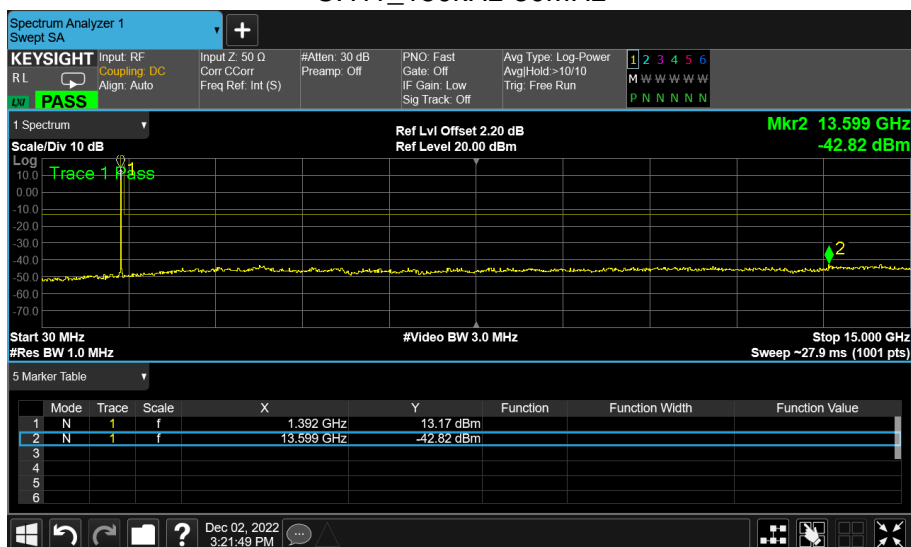 Spectrum Analyzer 1
Swept SA
KEYSIGHT Input: RF Input Z: 50 Ω #Atten: 30 dB PNO: Fast Avg Type: Log-Power 1 2 3 4 5 6
RL Coupling: DC Corr CCorr Preamp: Off Gate: Off Avg|Hold:>10/10 M W W W W W
Align: Auto Freq Ref: Int (S) IF Gain: Low Trig: Free Run
LXI PASS Sig Track: Off P N N N N N
1 Spectrum Ref Lvl Offset 2.20 dB Mkr2 13.599 GHz
Scale/Div 10 dB Ref Level 20.00 dBm -42.82 dBm
Log
Trace 1 Pass
1
10.0
0.00
-10.0
-20.0
-30.0
2
-40.0
-50.0
-60.0
-70.0
Start 30 MHz #Video BW 3.0 MHz Stop 15.000 GHz
#Res BW 1.0 MHz Sweep ~27.9 ms (1001 pts)
5 Marker Table
Mode Trace Scale X Y Function Function Width Function Value
1 N 1 f 1.392 GHz 13.17 dBm
2 N 1 f 13.599 GHz -42.82 dBm
3
4
5
6
? Dec 02, 2022
3:21:49 PM